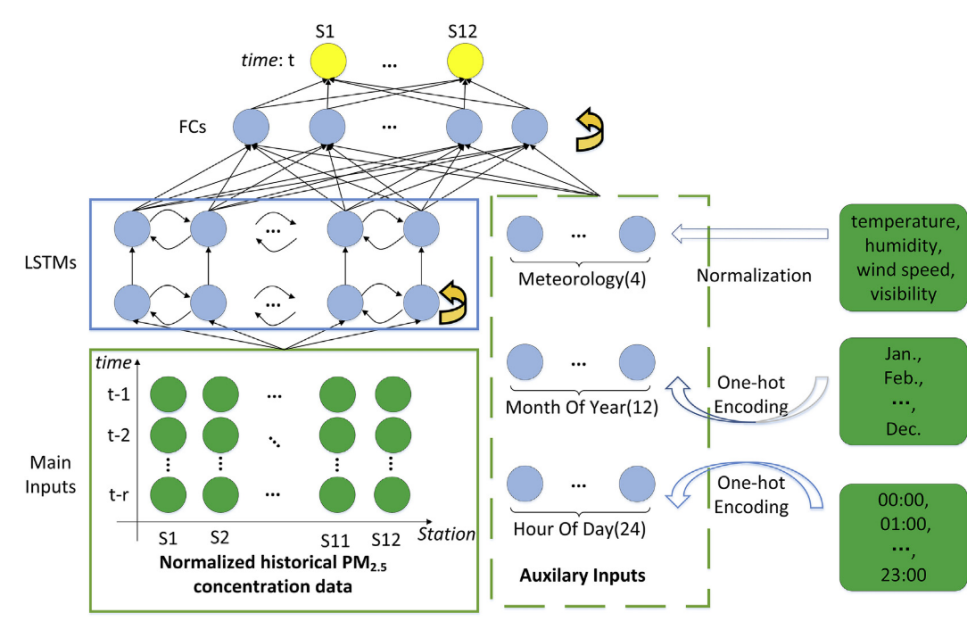 S1
S12
time: t
...
FCs
...
LSTMs
...
...
...
Meteorology(4)
Normalization
temperature,
humidity,
wind speed,
visibility
time
t-1
...
t-2
t-r
...
S1
S2
S11
S12
Station
Main
Inputs
Normalized historical PM2.5
concentration data
...
Month Of Year(12)
One-hot
Encoding
Jan.,
Feb.,
...,
Dec.
...
Hour Of Day(24)
One-hot
Encoding
00:00,
01:00,
...,
23:00
Auxilary Inputs